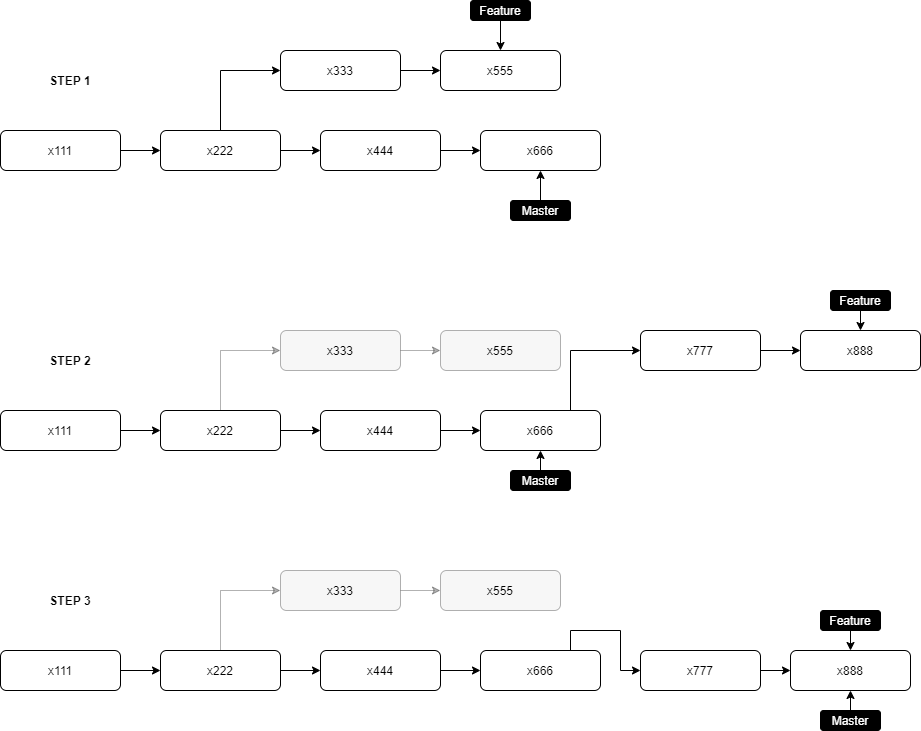 Feature
x333
x555
STEP 1
x111
x222
x444
x666
Master
Feature
x333
x555
x777
x888
STEP 2
x111
x222
x444
x666
Master
x333
x555
STEP 3
Feature
x111
x222
x444
x666
x777
x888
Master